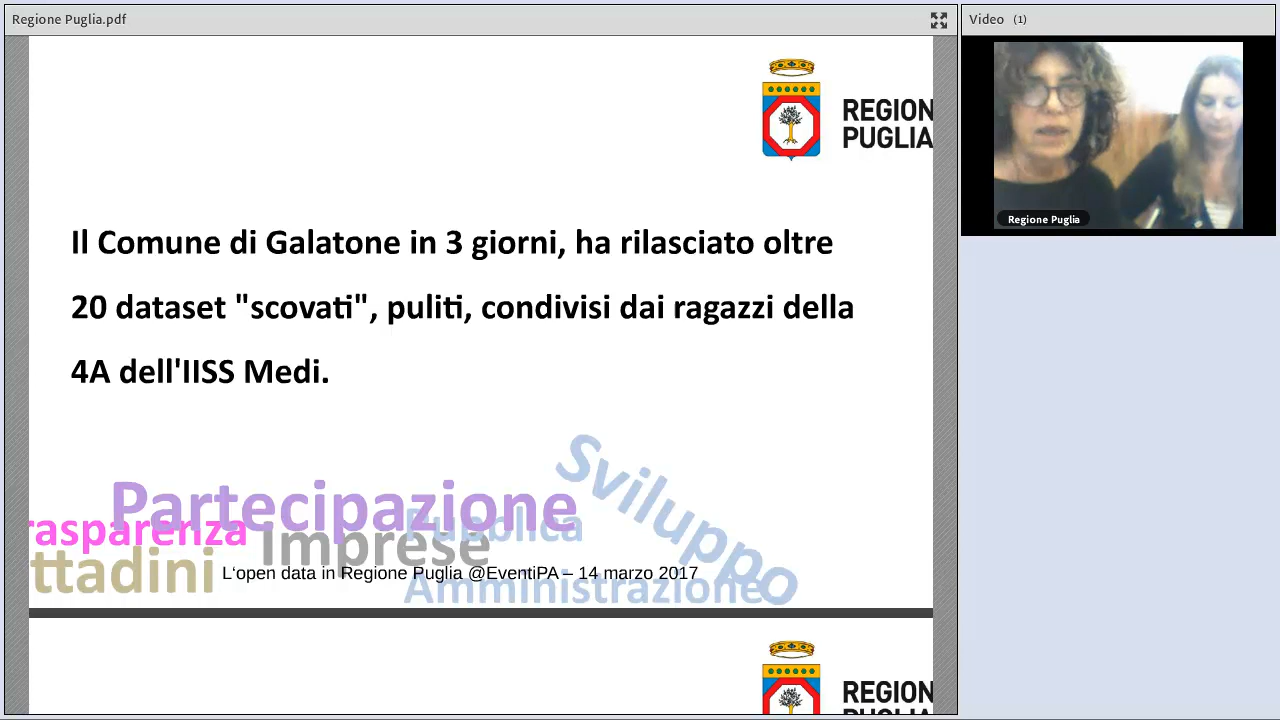 Regione Puglia.pdf
Video (1)
REGION
PUGLIA
Regione Puglia
Il Comune di Galatone in 3 giorni, ha rilasciato oltre
20 dataset "scovati", puliti, condivisi dai ragazzi della
4A dell'IISS Medi.
Sviluppo
Partecipazione
rasparenza
Pubblica
Imprese
ttadini
L‘open data in Regione Puglia @EventiPA – 14 marzo 2017
Amministrazione
REGION
PUGLIA